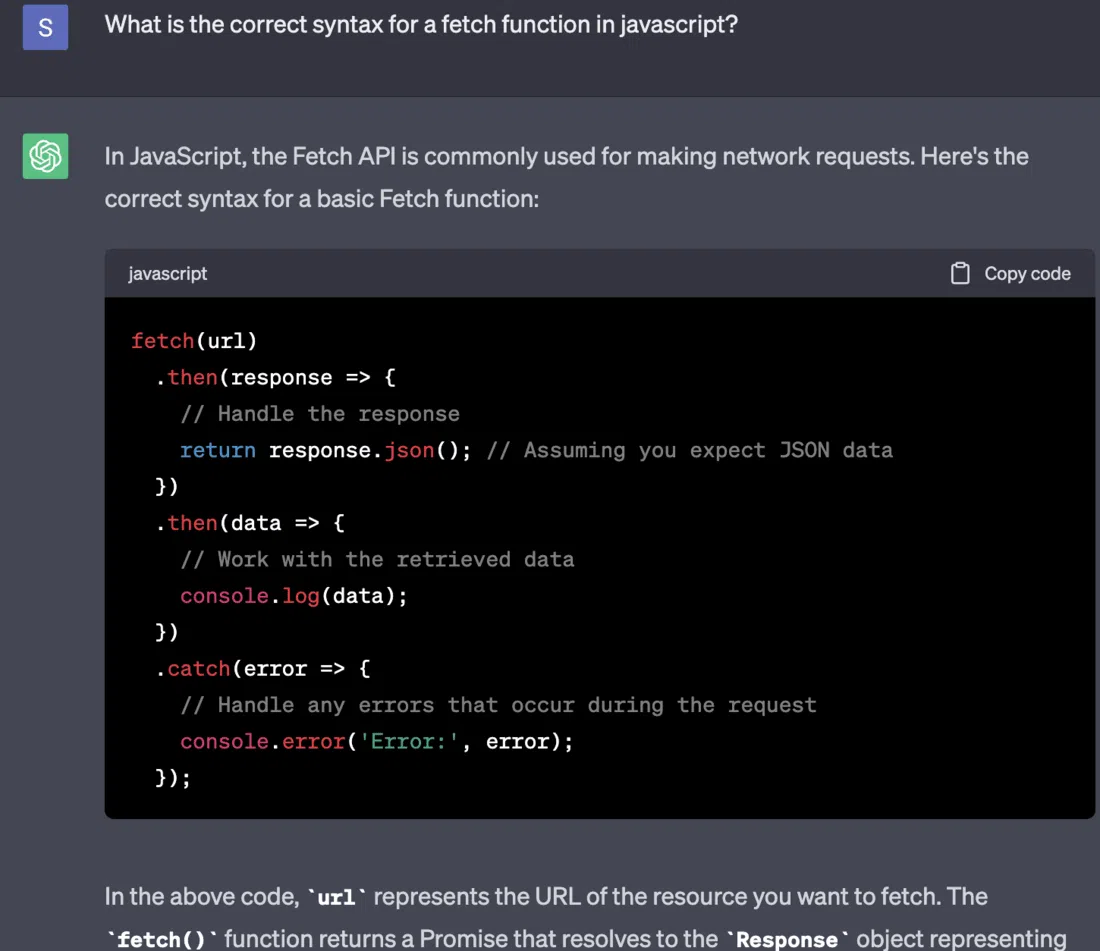 S
What is the correct syntax for a fetch function in javascript?
In JavaScript, the Fetch API is commonly used for making network requests. Here's the
correct syntax for a basic Fetch function:
javascript
Copy code
fetch(url)
  .then(response => {
    // Handle the response
    return response.json(); // Assuming you expect JSON data
  })
  .then(data => {
    // Work with the retrieved data
    console.log(data);
  })
  .catch(error => {
    // Handle any errors that occur during the request
    console.error('Error:', error);
  });
In the above code, `url` represents the URL of the resource you want to fetch. The
`fetch()` function returns a Promise that resolves to the `Response` object representing